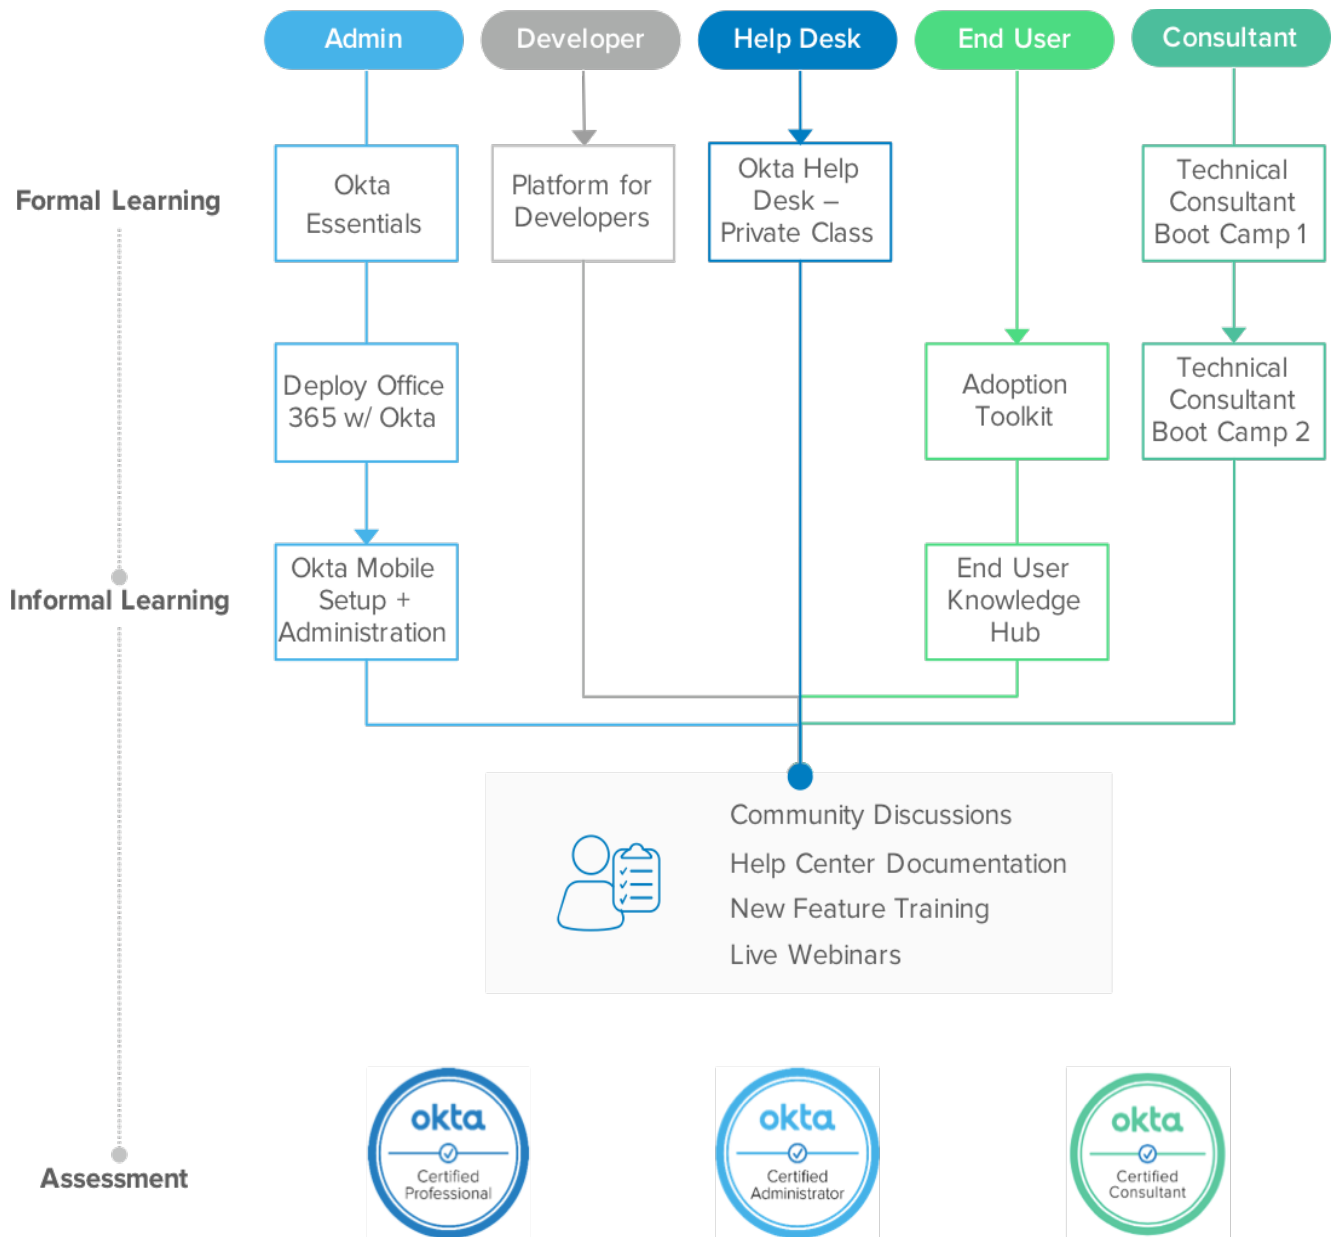 Admin
Developer
Help Desk
End User
Consultant
Formal Learning
Okta
Essentials
Platform for
Developers
Okta Help
Desk –
Private Class
Technical
Consultant
Boot Camp 1
Deploy Office
365 w/ Okta
Adoption
Toolkit
Technical
Consultant
Boot Camp 2
Informal Learning
Okta Mobile
Setup +
Administration
End User
Knowledge
Hub
Community Discussions
Help Center Documentation
New Feature Training
Live Webinars
Assessment
okta
Certified
Professional
okta
Certified
Administrator
okta
Certified
Consultant